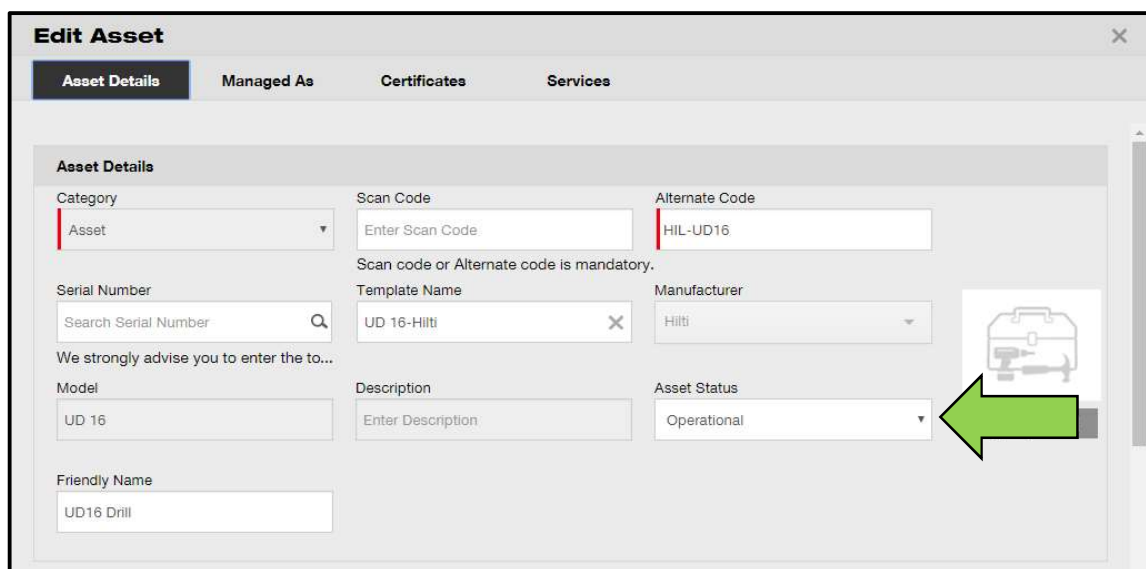 Edit Asset
Asset Details Managed As Certificates Services
Asset Details
Category Scan Code Alternate Code
Asset Enter Scan Code HIL-UD16
Scan code or Alternate code is mandatory.
Serial Number Template Name Manufacturer
Search Serial Number UD 16-Hilti Hilti
We strongly advise you to enter the to...
Model Description Asset Status
UD 16 Enter Description Operational
Friendly Name
UD16 Drill